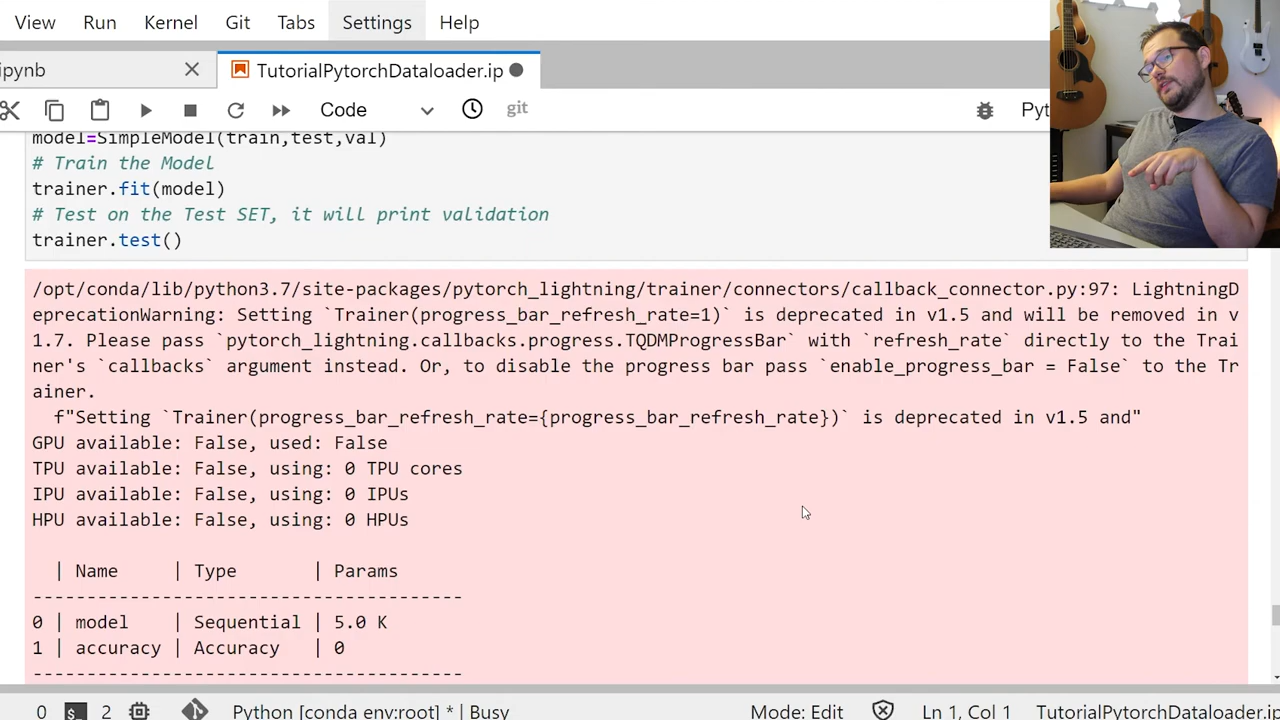 View Run Kernel Git Tabs Settings Help
ipynb TutorialPytorchDataloader.ip
Code git Pyt
model=SimpleModel(train,test,val)
# Train the Model
trainer.fit(model)
# Test on the Test SET, it will print validation
trainer.test()
/opt/conda/lib/python3.7/site-packages/pytorch_lightning/trainer/connectors/callback_connector.py:97: LightningD
eprecationWarning: Setting `Trainer(progress_bar_refresh_rate=1)` is deprecated in v1.5 and will be removed in v
1.7. Please pass `pytorch_lightning.callbacks.progress.TQDMProgressBar` with `refresh_rate` directly to the Trai
ner's `callbacks` argument instead. Or, to disable the progress bar pass `enable_progress_bar = False` to the Tr
ainer.
f"Setting `Trainer(progress_bar_refresh_rate={progress_bar_refresh_rate})` is deprecated in v1.5 and"
GPU available: False, used: False
TPU available: False, using: 0 TPU cores
IPU available: False, using: 0 IPUs
HPU available: False, using: 0 HPUs
| Name | Type | Params
---------------------------------------
0 | model | Sequential | 5.0 K
1 | accuracy | Accuracy | 0
---------------------------------------
0 2 Python [conda env:root] * | Busy Mode: Edit Ln 1, Col 1 TutorialPytorchDataloader.ip